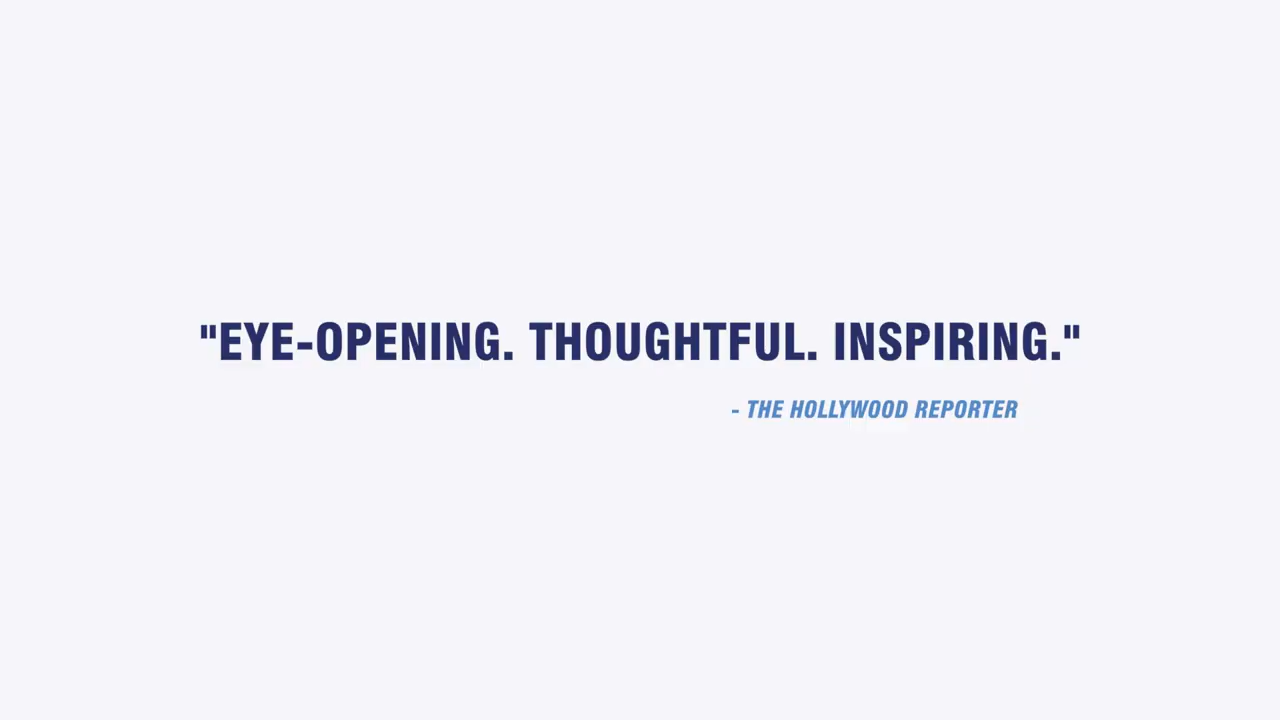 "EYE-OPENING. THOUGHTFUL. INSPIRING."
- THE HOLLYWOOD REPORTER